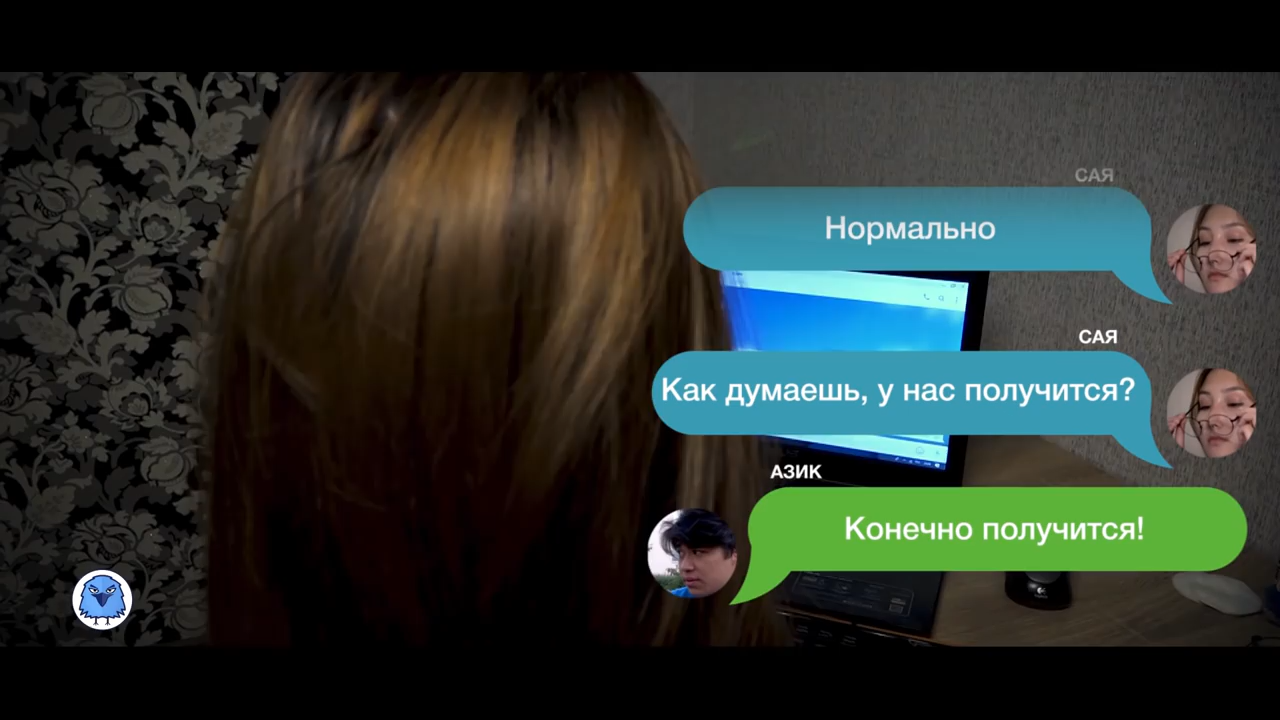 САЯ
Нормально
САЯ
Как думаешь, у нас получится?
АЗИК
Конечно получится!